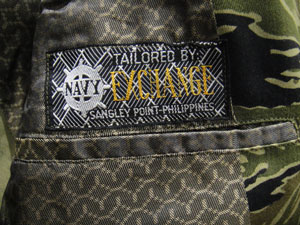 TAILORED BY
NAVY EXCHANGE
SANGLEY POINT-PHILIPPINES